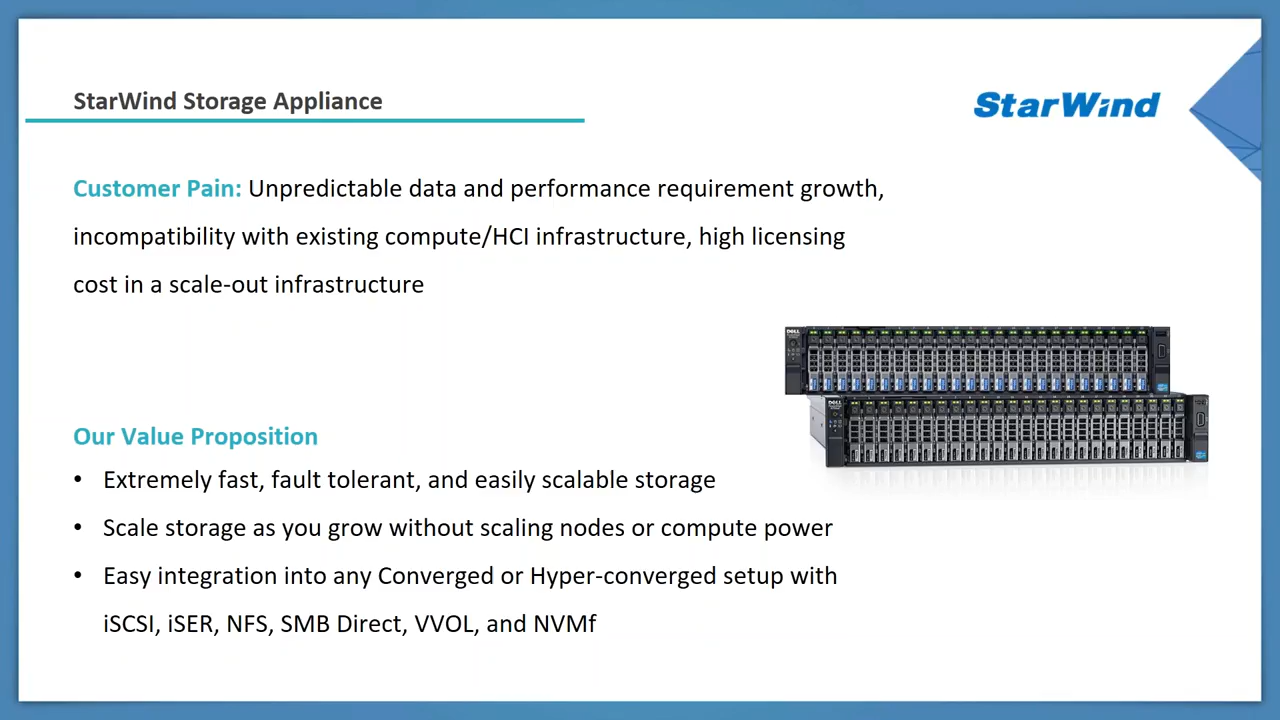 StarWind Storage Appliance
StarWind
Customer Pain: Unpredictable data and performance requirement growth,
incompatibility with existing compute/HCI infrastructure, high licensing
cost in a scale-out infrastructure
DELL
DELL
Our Value Proposition
• Extremely fast, fault tolerant, and easily scalable storage
• Scale storage as you grow without scaling nodes or compute power
• Easy integration into any Converged or Hyper-converged setup with
iSCSI, iSER, NFS, SMB Direct, VVOL, and NVMf